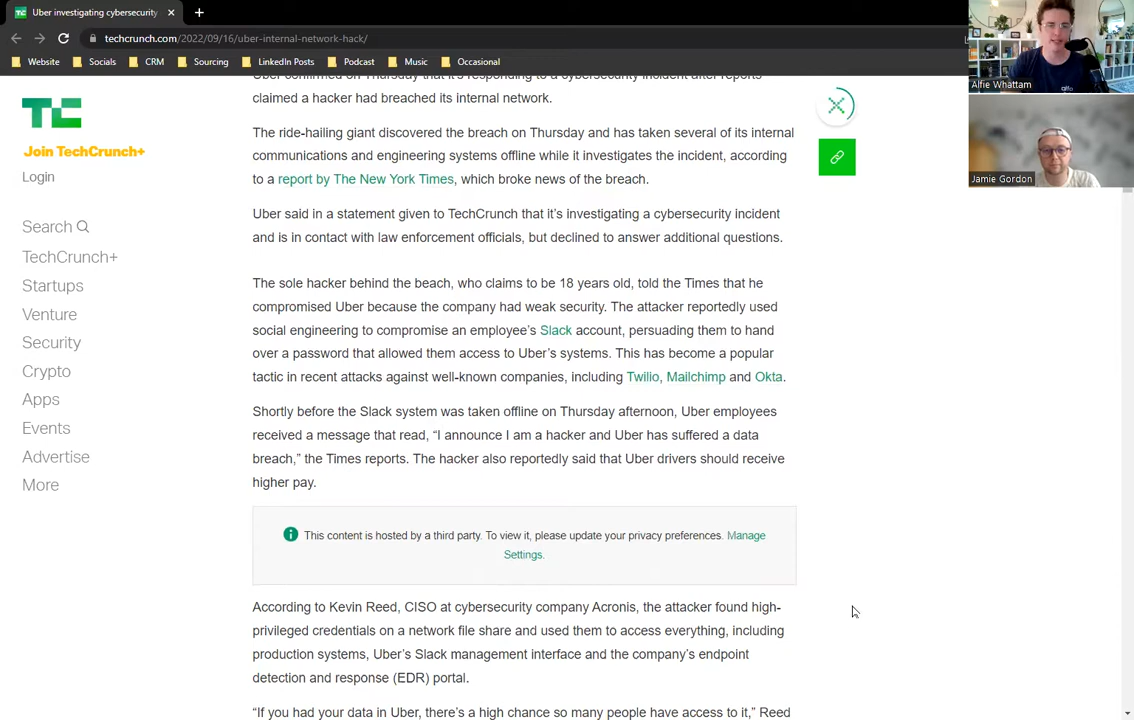 Uber investigating cybersecurity
techcrunch.com/2022/09/16/uber-internal-network-hack/
Website
Socials
CRM
Sourcing
LinkedIn Posts
Podcast
Music
Occasional
Alfie Whattam
Jamie Gordon
TC
Join TechCrunch+
Login
Search
TechCrunch+
Startups
Venture
Security
Crypto
Apps
Events
Advertise
More
Uber confirmed on Thursday that it's responding to a cybersecurity incident after reports
claimed a hacker had breached its internal network.
The ride-hailing giant discovered the breach on Thursday and has taken several of its internal
communications and engineering systems offline while it investigates the incident, according
to a report by The New York Times, which broke news of the breach.
Uber said in a statement given to TechCrunch that it's investigating a cybersecurity incident
and is in contact with law enforcement officials, but declined to answer additional questions.
The sole hacker behind the beach, who claims to be 18 years old, told the Times that he
compromised Uber because the company had weak security. The attacker reportedly used
social engineering to compromise an employee's Slack account, persuading them to hand
over a password that allowed them access to Uber's systems. This has become a popular
tactic in recent attacks against well-known companies, including Twilio, Mailchimp and Okta.
Shortly before the Slack system was taken offline on Thursday afternoon, Uber employees
received a message that read, “I announce I am a hacker and Uber has suffered a data
breach,” the Times reports. The hacker also reportedly said that Uber drivers should receive
higher pay.
This content is hosted by a third party. To view it, please update your privacy preferences. Manage
Settings.
According to Kevin Reed, CISO at cybersecurity company Acronis, the attacker found high-
privileged credentials on a network file share and used them to access everything, including
production systems, Uber's Slack management interface and the company's endpoint
detection and response (EDR) portal.
“If you had your data in Uber, there's a high chance so many people have access to it,” Reed